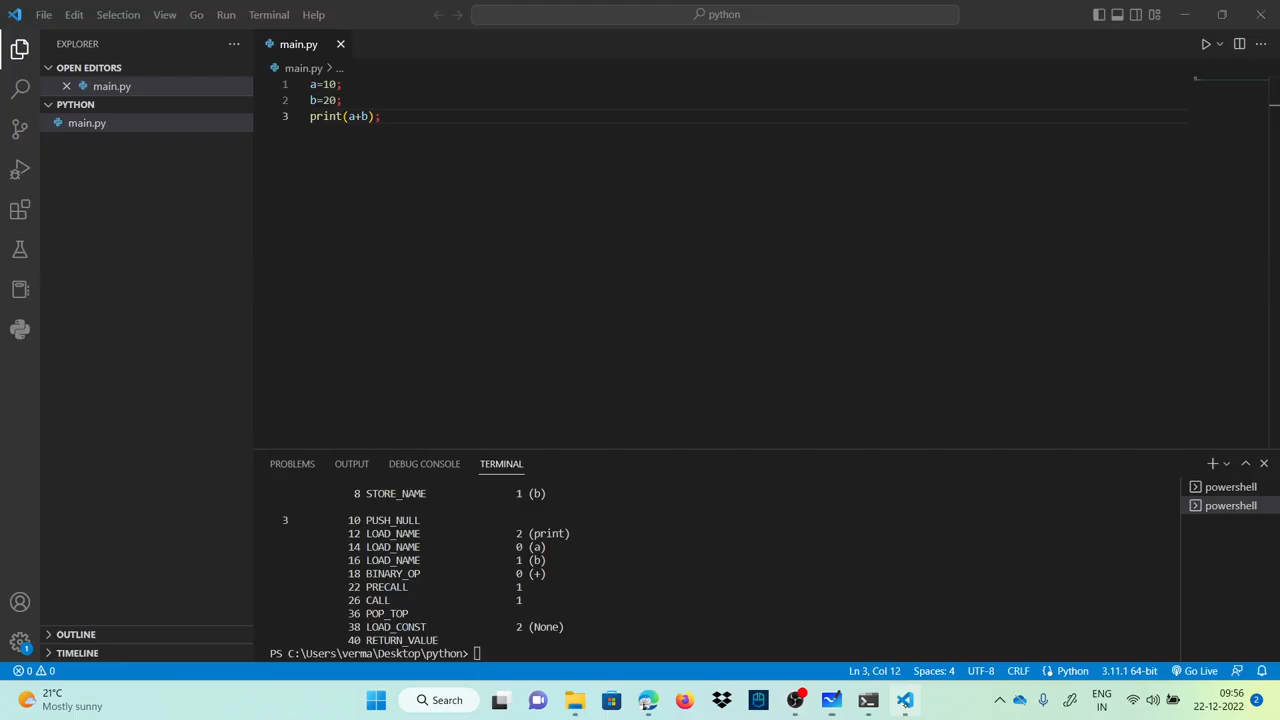 File Edit Selection View Go Run Terminal Help
python
EXPLORER
OPEN EDITORS
main.py
PYTHON
main.py
OUTLINE
TIMELINE
1
main.py
main.py > ...
1 a=10;
2 b=20;
3 print(a+b);
PROBLEMS OUTPUT DEBUG CONSOLE TERMINAL
8 STORE_NAME 1 (b)
3 10 PUSH_NULL
12 LOAD_NAME 2 (print)
14 LOAD_NAME 0 (a)
16 LOAD_NAME 1 (b)
18 BINARY_OP 0 (+)
22 PRECALL 1
26 CALL 1
36 POP_TOP
38 LOAD_CONST 2 (None)
40 RETURN_VALUE
PS C:\Users\verma\Desktop\python>
powershell
powershell
0 0 Ln 3, Col 12 Spaces: 4 UTF-8 CRLF Python 3.11.1 64-bit Go Live
21°C
Mostly sunny
Search
ENG
IN
09:56
22-12-2022
2